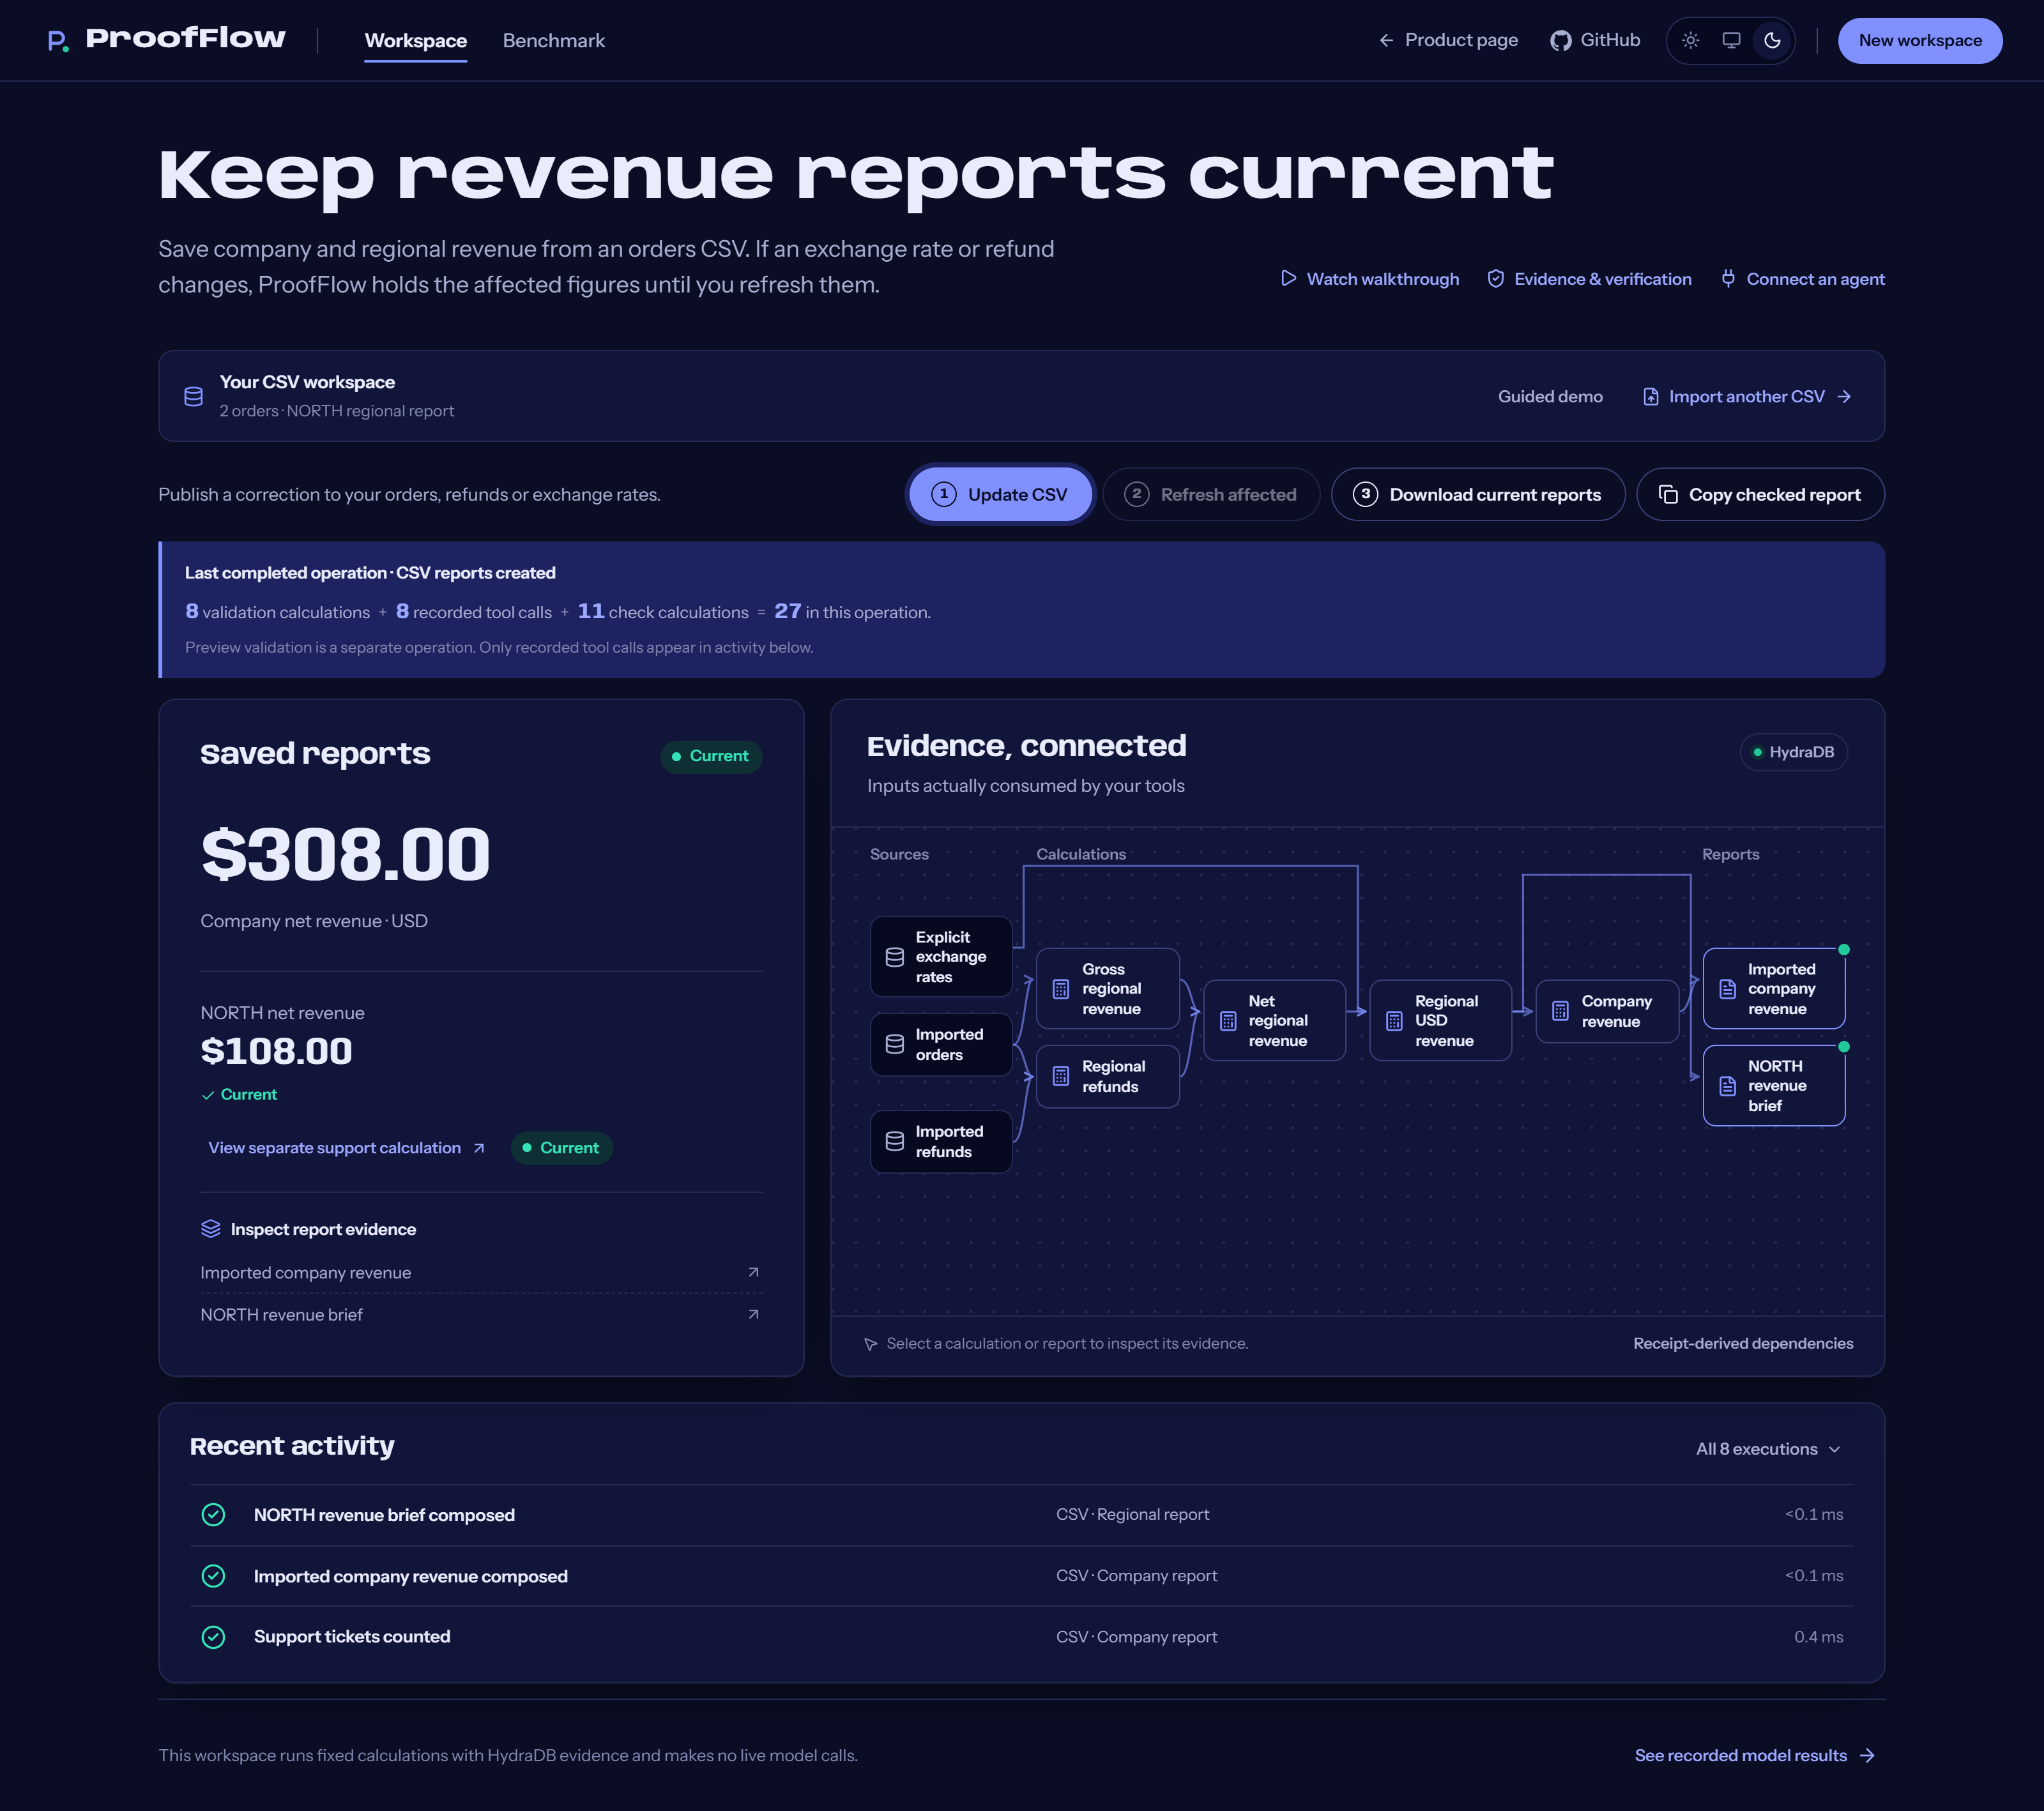 ProofFlow
Workspace
Benchmark
Product page
GitHub
New workspace
Keep revenue reports current
Save company and regional revenue from an orders CSV. If an exchange rate or refund
changes, ProofFlow holds the affected figures until you refresh them.
Watch walkthrough
Evidence & verification
Connect an agent
Your CSV workspace
2 orders · NORTH regional report
Guided demo
Import another CSV
Publish a correction to your orders, refunds or exchange rates.
1 Update CSV
2 Refresh affected
3 Download current reports
Copy checked report
Last completed operation · CSV reports created
8 validation calculations + 8 recorded tool calls + 11 check calculations = 27 in this operation.
Preview validation is a separate operation. Only recorded tool calls appear in activity below.
Saved reports
Current
$308.00
Company net revenue · USD
NORTH net revenue
$108.00
Current
View separate support calculation
Current
Inspect report evidence
Imported company revenue
NORTH revenue brief
Evidence, connected
HydraDB
Inputs actually consumed by your tools
Sources
Calculations
Reports
Explicit
exchange
rates
Imported
orders
Imported
refunds
Gross
regional
revenue
Regional
refunds
Net
regional
revenue
Regional
USD
revenue
Company
revenue
Imported
company
revenue
NORTH
revenue
brief
Select a calculation or report to inspect its evidence.
Receipt-derived dependencies
Recent activity
All 8 executions
NORTH revenue brief composed
CSV · Regional report
<0.1 ms
Imported company revenue composed
CSV · Company report
<0.1 ms
Support tickets counted
CSV · Company report
0.4 ms
This workspace runs fixed calculations with HydraDB evidence and makes no live model calls.
See recorded model results